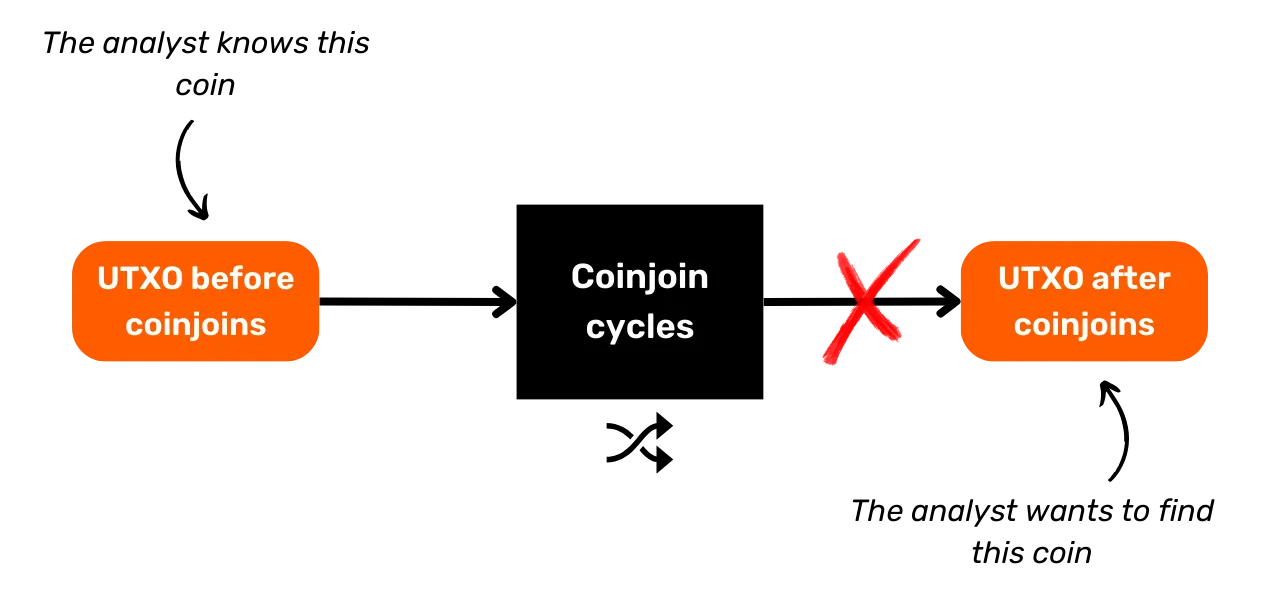 The analyst knows this
coin
UTXO before
coinjoins
Coinjoin
cycles
UTXO after
coinjoins
The analyst wants to find
this coin